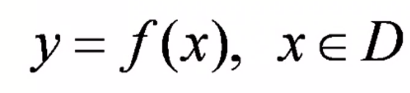 y = f(x), x ∈ D